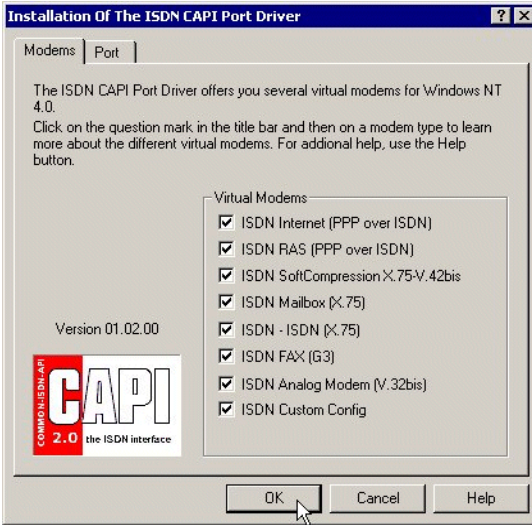 Installation Of The ISDN CAPI Port Driver
Modems
Port
The ISDN CAPI Port Driver offers you several virtual modems for Windows NT
4.0.
Click on the question mark in the title bar and then on a modem type to learn
more about the different virtual modems. For addional help, use the Help
button.
Virtual Modems
ISDN Internet (PPP over ISDN)
ISDN RAS (PPP over ISDN)
ISDN SoftCompression X.75-V.42bis
ISDN Mailbox (X.75)
ISDN - ISDN (X.75)
ISDN FAX (G3)
ISDN Analog Modem (V.32bis)
ISDN Custom Config
Version 01.02.00
COMMON-ISDN-API
CAPI
2.0 the ISDN interface
OK
Cancel
Help